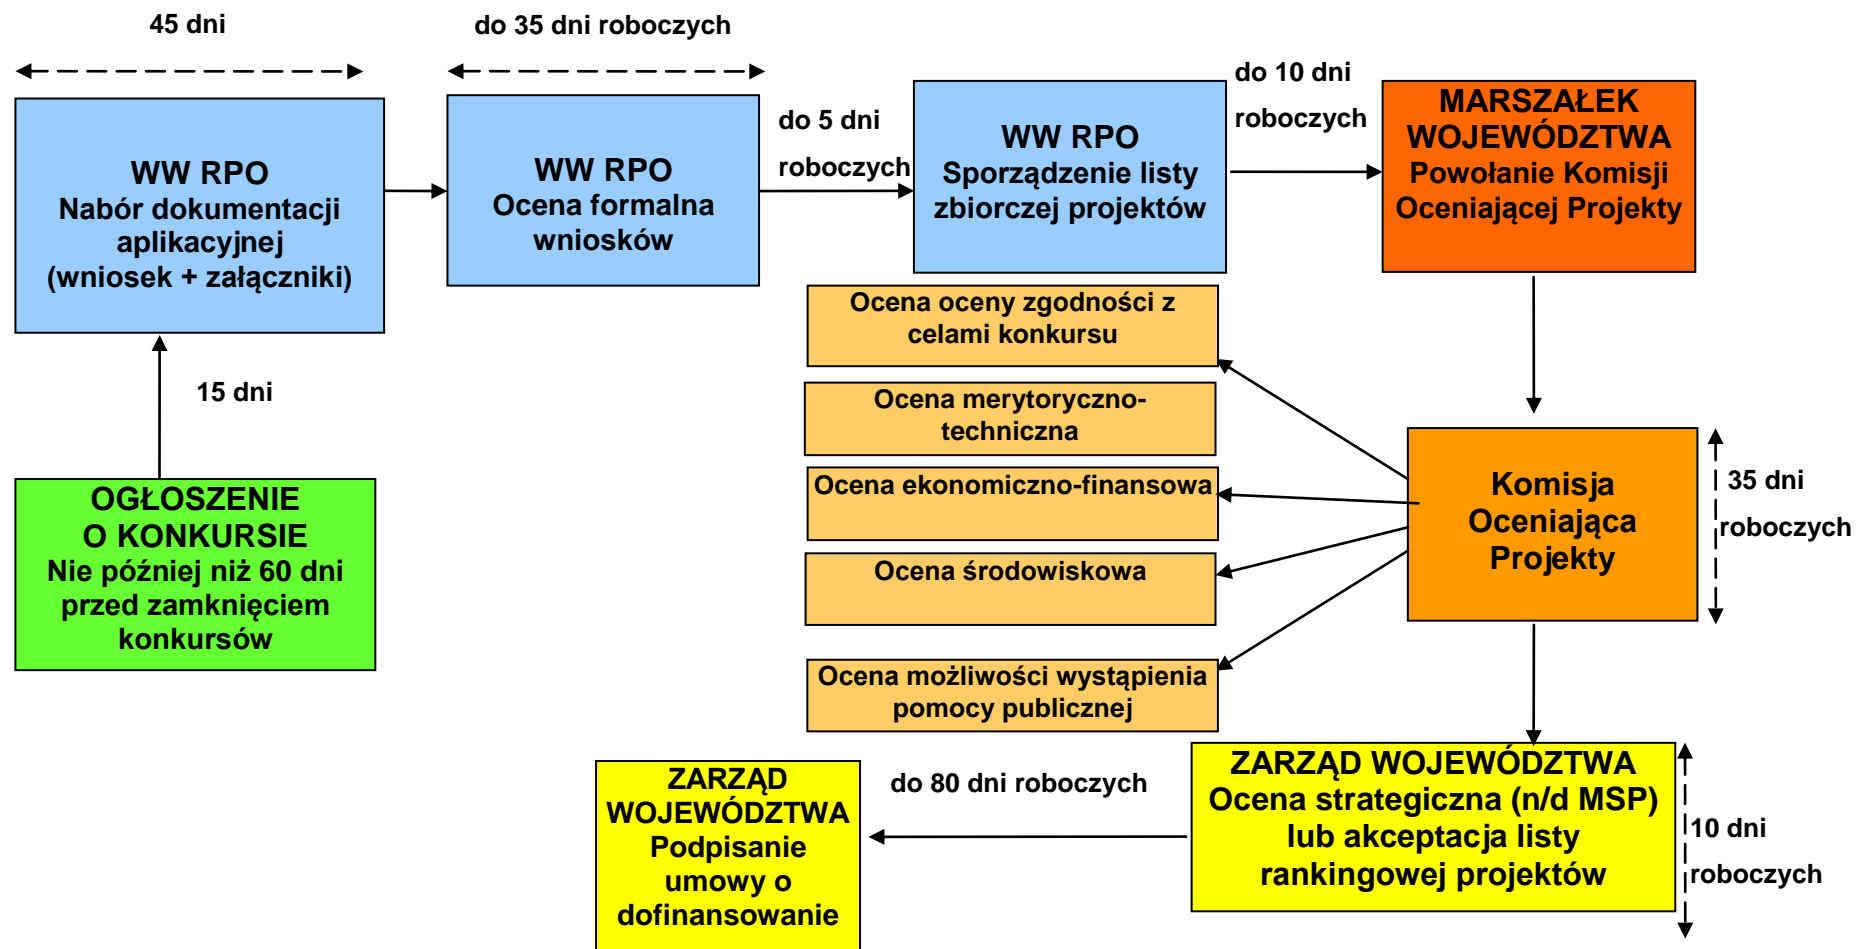 45 dni
do 35 dni roboczych
do 5 dni
roboczych
do 10 dni
roboczych
WW RPO
Nabór dokumentacji
aplikacyjnej
(wniosek + załączniki)
WW RPO
Ocena formalna
wniosków
WW RPO
Sporządzenie listy
zbiorczej projektów
MARSZAŁEK
WOJEWÓDZTWA
Powołanie Komisji
Oceniającej Projekty
15 dni
OGŁOSZENIE
O KONKURSIE
Nie później niż 60 dni
przed zamknięciem
konkursów
Ocena oceny zgodności z
celami konkursu
Ocena merytoryczno-
techniczna
Ocena ekonomiczno-finansowa
Ocena środowiskowa
Ocena możliwości wystąpienia
pomocy publicznej
Komisja
Oceniająca
Projekty
35 dni
roboczych
ZARZĄD WOJEWÓDZTWA
Ocena strategiczna (n/d MSP)
lub akceptacja listy
rankingowej projektów
10 dni
roboczych
do 80 dni roboczych
ZARZĄD
WOJEWÓDZTWA
Podpisanie
umowy o
dofinansowanie